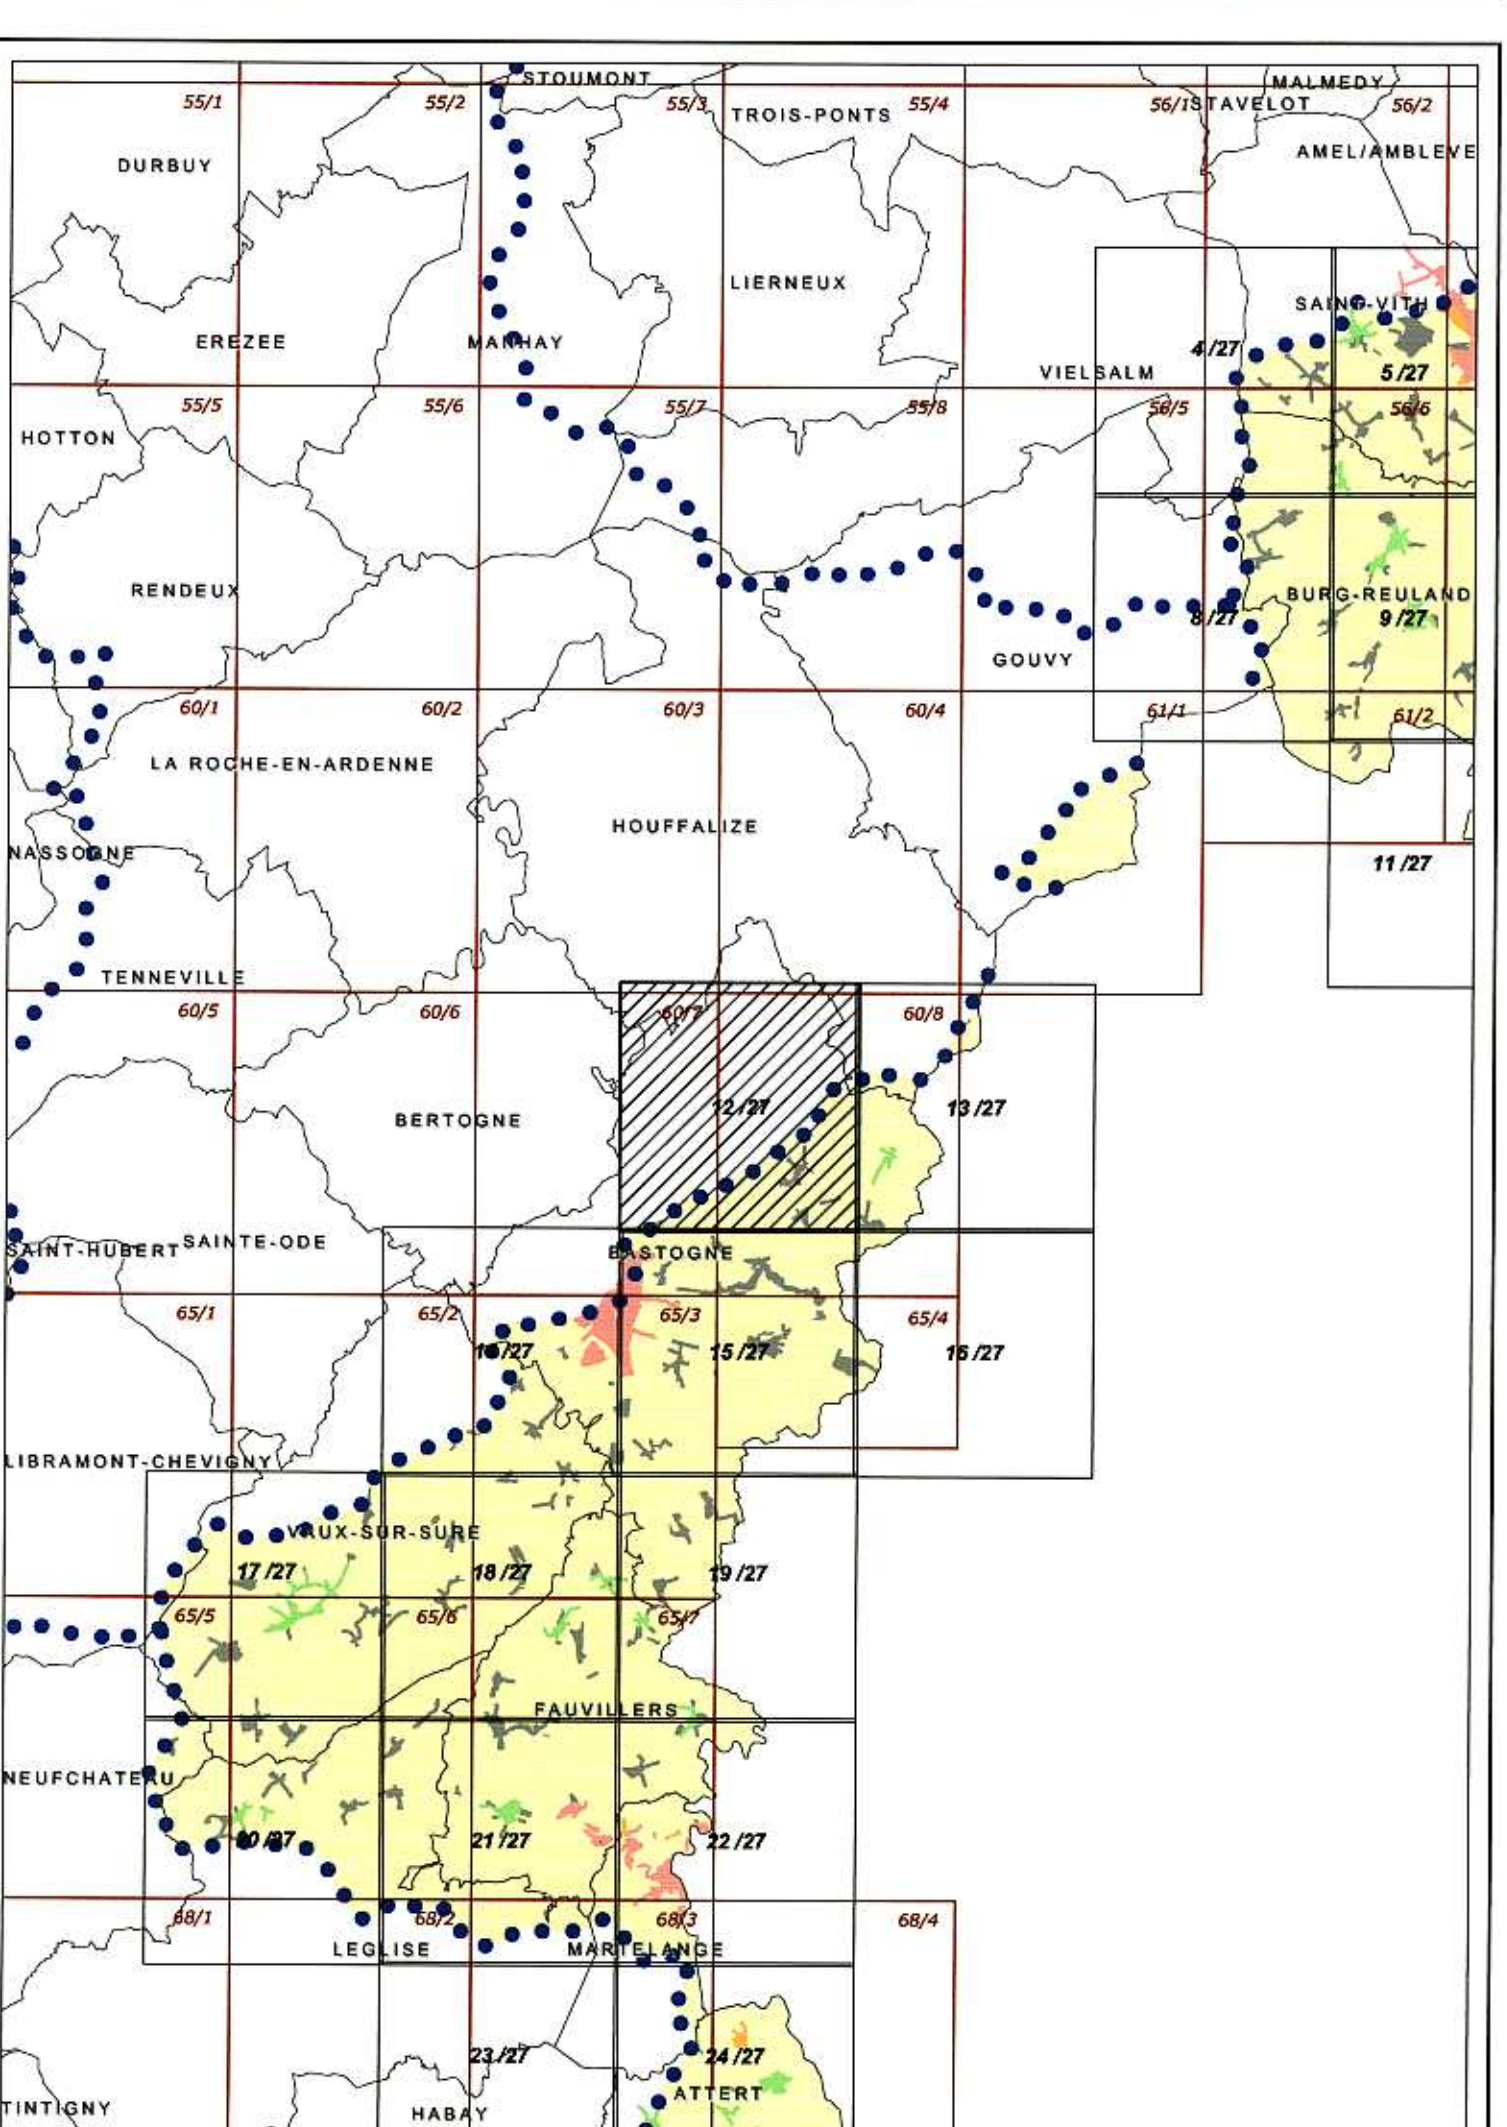 STOUMONT
MALMEDY
55/1
55/2
55/3
TROIS-PONTS
55/4
56/1
STAVELOT
56/2
DURBUY
AMEL/AMBLEVE
LIERNEUX
SAINT-VITH
EREZEE
MANHAY
4/27
VIELSALM
5/27
55/5
55/6
55/7
55/8
56/5
56/6
HOTTON
RENDEUX
BURG-REULAND
8/27
9/27
GOUVY
60/1
60/2
60/3
60/4
61/1
61/2
LA ROCHE-EN-ARDENNE
HOUFFALIZE
NASSOGNE
11/27
TENNEVILLE
60/5
60/6
60/7
60/8
BERTOGNE
12/27
13/27
SAINT-HUBERT
SAINTE-ODE
BASTOGNE
65/1
65/2
65/3
65/4
14/27
15/27
16/27
LIBRAMONT-CHEVIGNY
VAUX-SUR-SURE
17/27
18/27
19/27
65/5
65/6
65/7
FAUVILLERS
NEUFCHATEAU
20/27
21/27
22/27
68/1
68/2
68/3
68/4
LEGLISE
MARTELANGE
23/27
24/27
ATTERT
TINTIGNY
HABAY